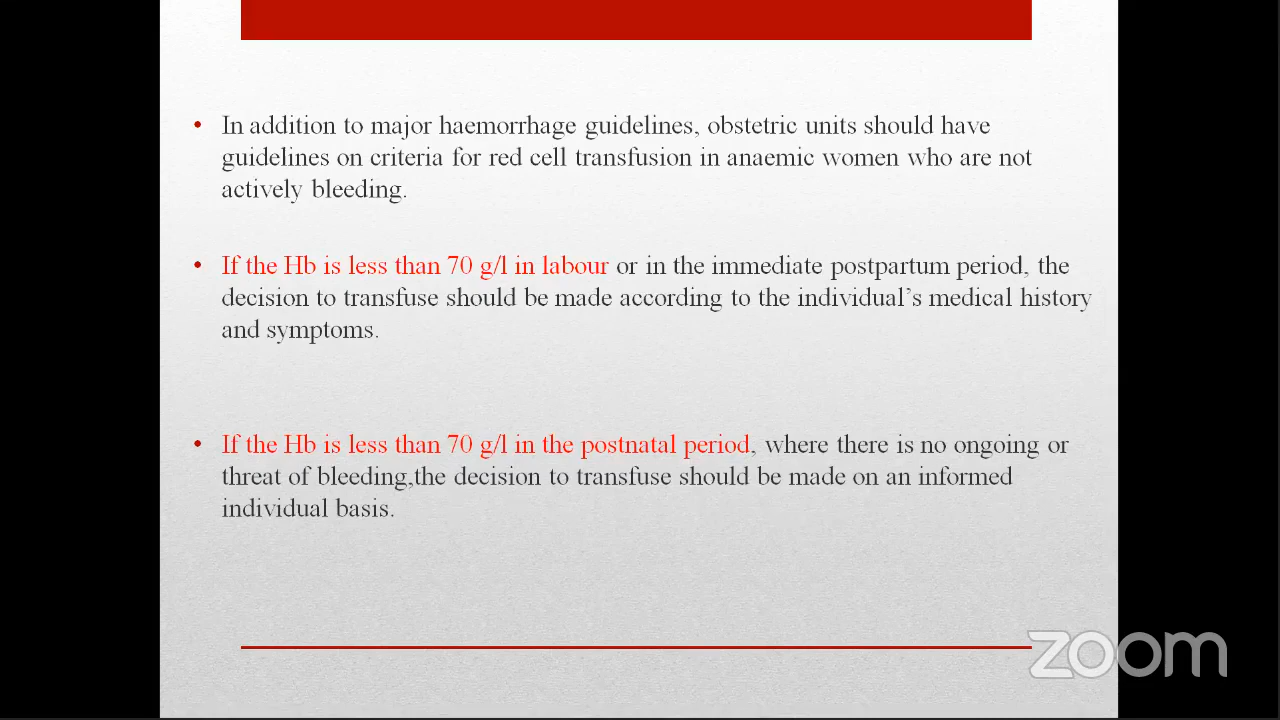 • In addition to major haemorrhage guidelines, obstetric units should have
guidelines on criteria for red cell transfusion in anaemic women who are not
actively bleeding.
• If the Hb is less than 70 g/l in labour or in the immediate postpartum period, the
decision to transfuse should be made according to the individual’s medical history
and symptoms.
• If the Hb is less than 70 g/l in the postnatal period, where there is no ongoing or
threat of bleeding,the decision to transfuse should be made on an informed
individual basis.
zoom